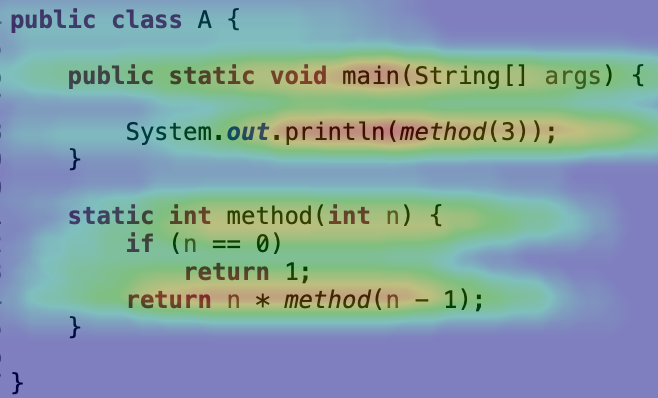 public class A {
public static void main(String[] args) {
System.out.println(method(3));
}
static int method(int n) {
if (n == 0)
return 1;
return n * method(n - 1);
}
}